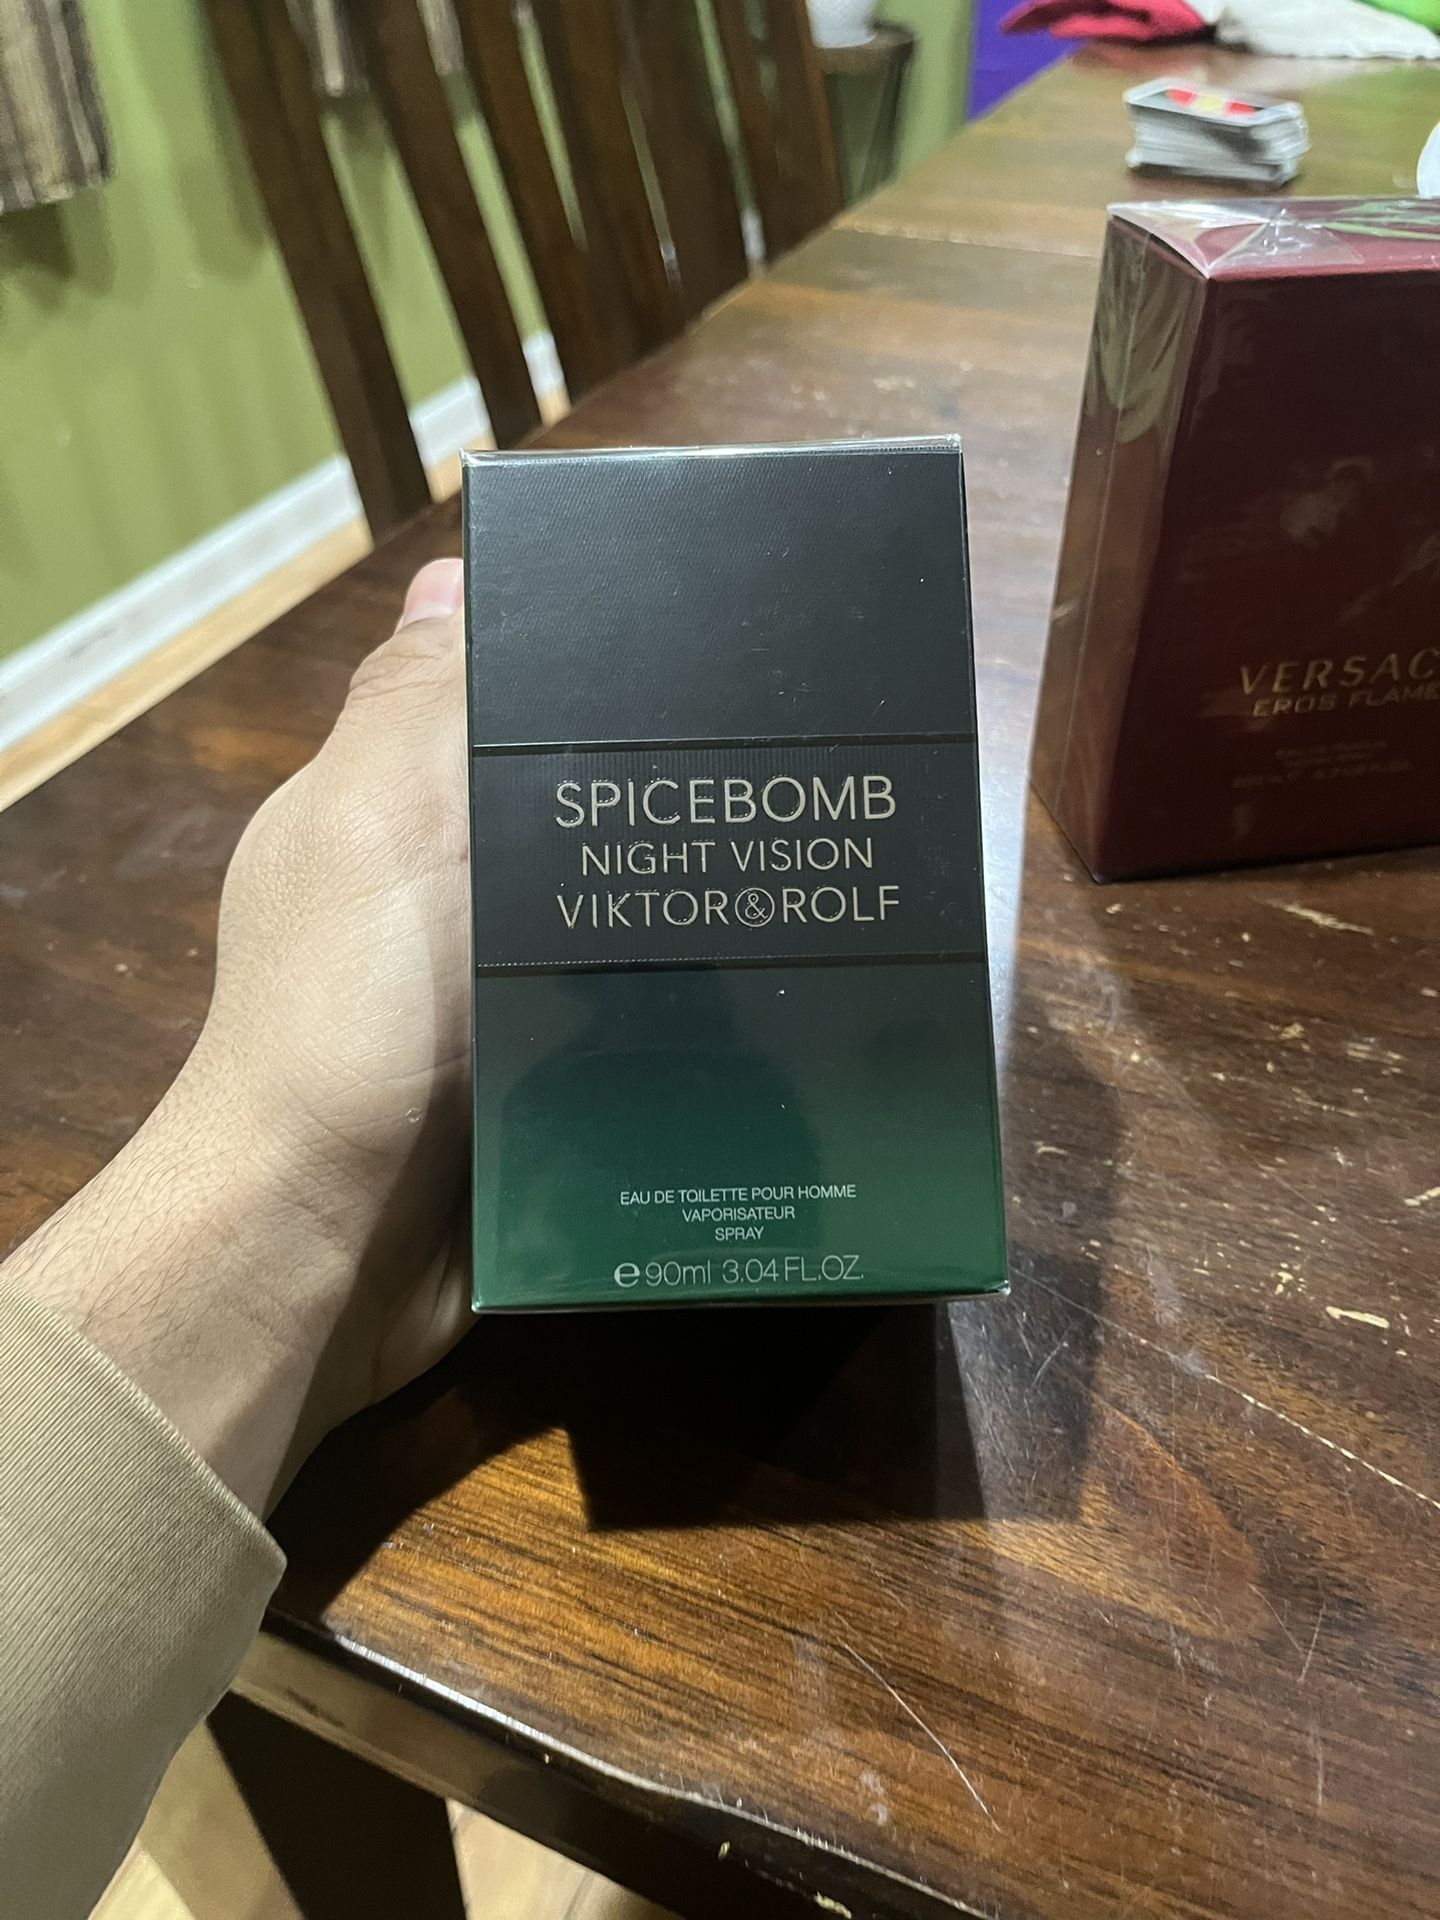 SPICEBOMB
NIGHT VISION
VIKTOR&ROLF
EAU DE TOILETTE POUR HOMME
VAPORISATEUR
SPRAY
e 90ml 3.04 FL.OZ.
VERSAC
EROS FLAME